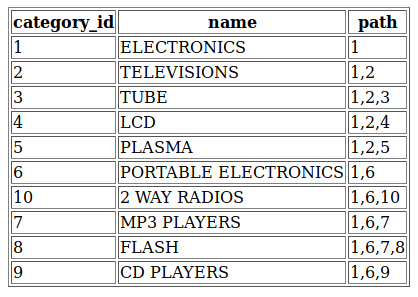 category_id name path
1 ELECTRONICS 1
2 TELEVISIONS 1,2
3 TUBE 1,2,3
4 LCD 1,2,4
5 PLASMA 1,2,5
6 PORTABLE ELECTRONICS 1,6
10 2 WAY RADIOS 1,6,10
7 MP3 PLAYERS 1,6,7
8 FLASH 1,6,7,8
9 CD PLAYERS 1,6,9